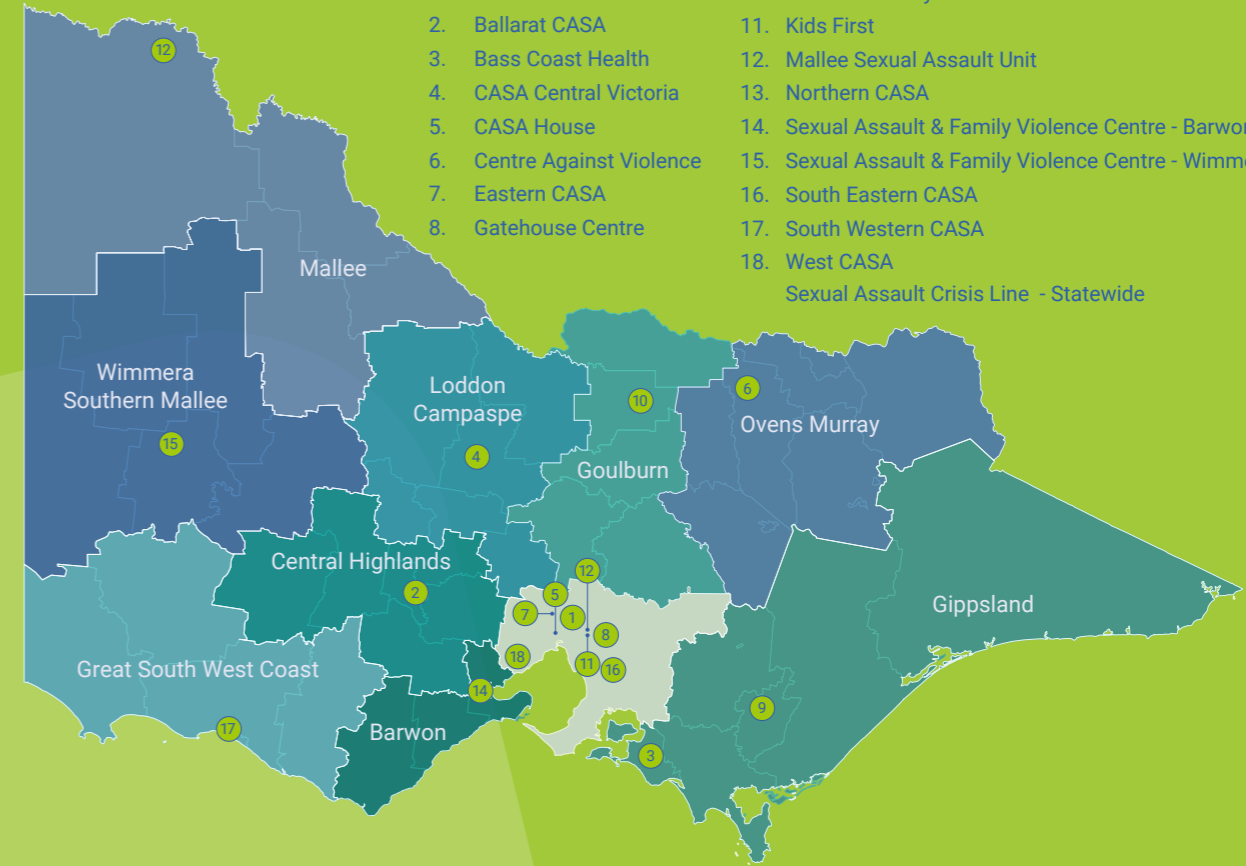 2. Ballarat CASA
3. Bass Coast Health
4. CASA Central Victoria
5. CASA House
6. Centre Against Violence
7. Eastern CASA
8. Gatehouse Centre
11. Kids First
12. Mallee Sexual Assault Unit
13. Northern CASA
14. Sexual Assault & Family Violence Centre -
15. Sexual Assault & Family Violence Centre -
16. South Eastern CASA
17. South Western CASA
18. West CASA
Sexual Assault Crisis Line - Statewide
12
Mallee
Wimmera
Southern Mallee
15
Loddon
Campaspe
4
10
Goulburn
6
Ovens Murray
Central Highlands
2
12
5
7
1
8
18
11
16
Gippsland
Great South West Coast
14
17
Barwon
9
3